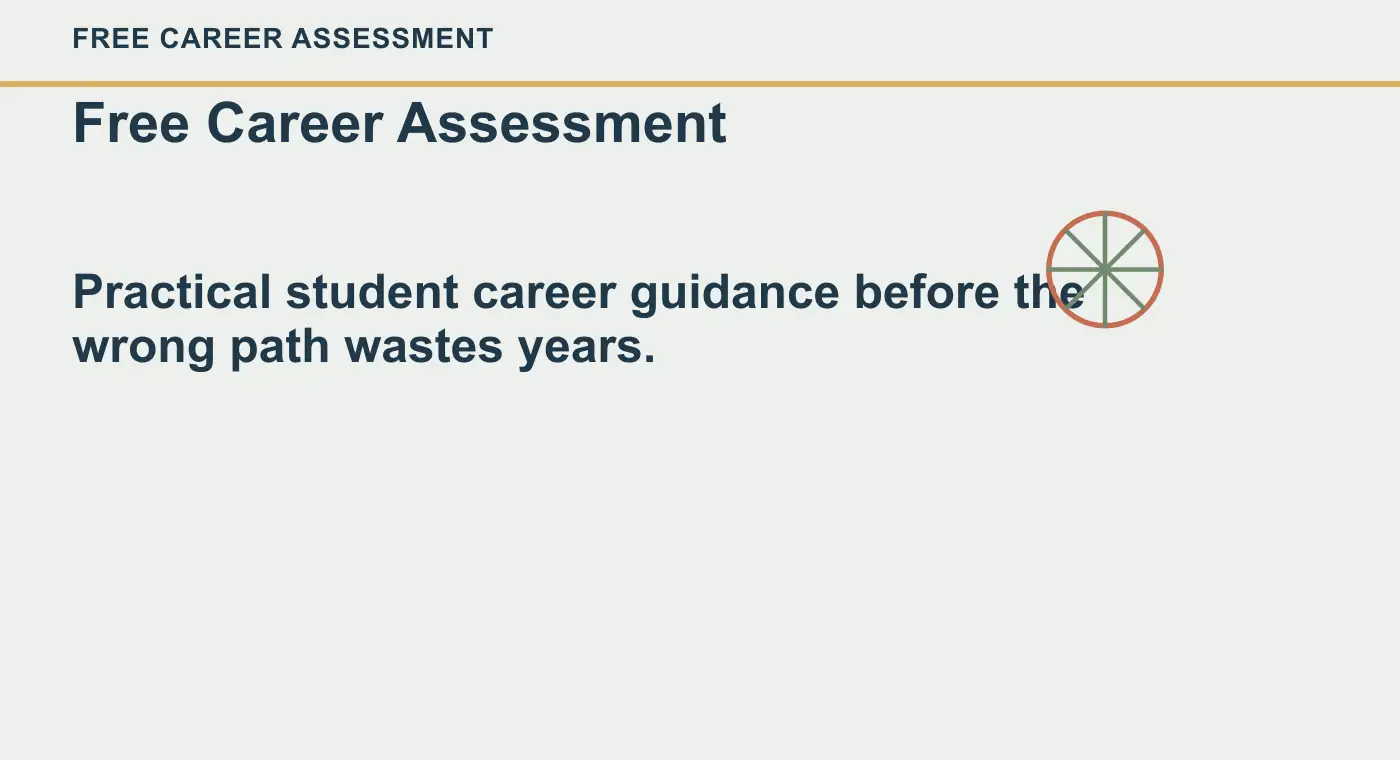 FREE CAREER ASSESSMENT
Free Career Assessment
Practical student career guidance before the
wrong path wastes years.